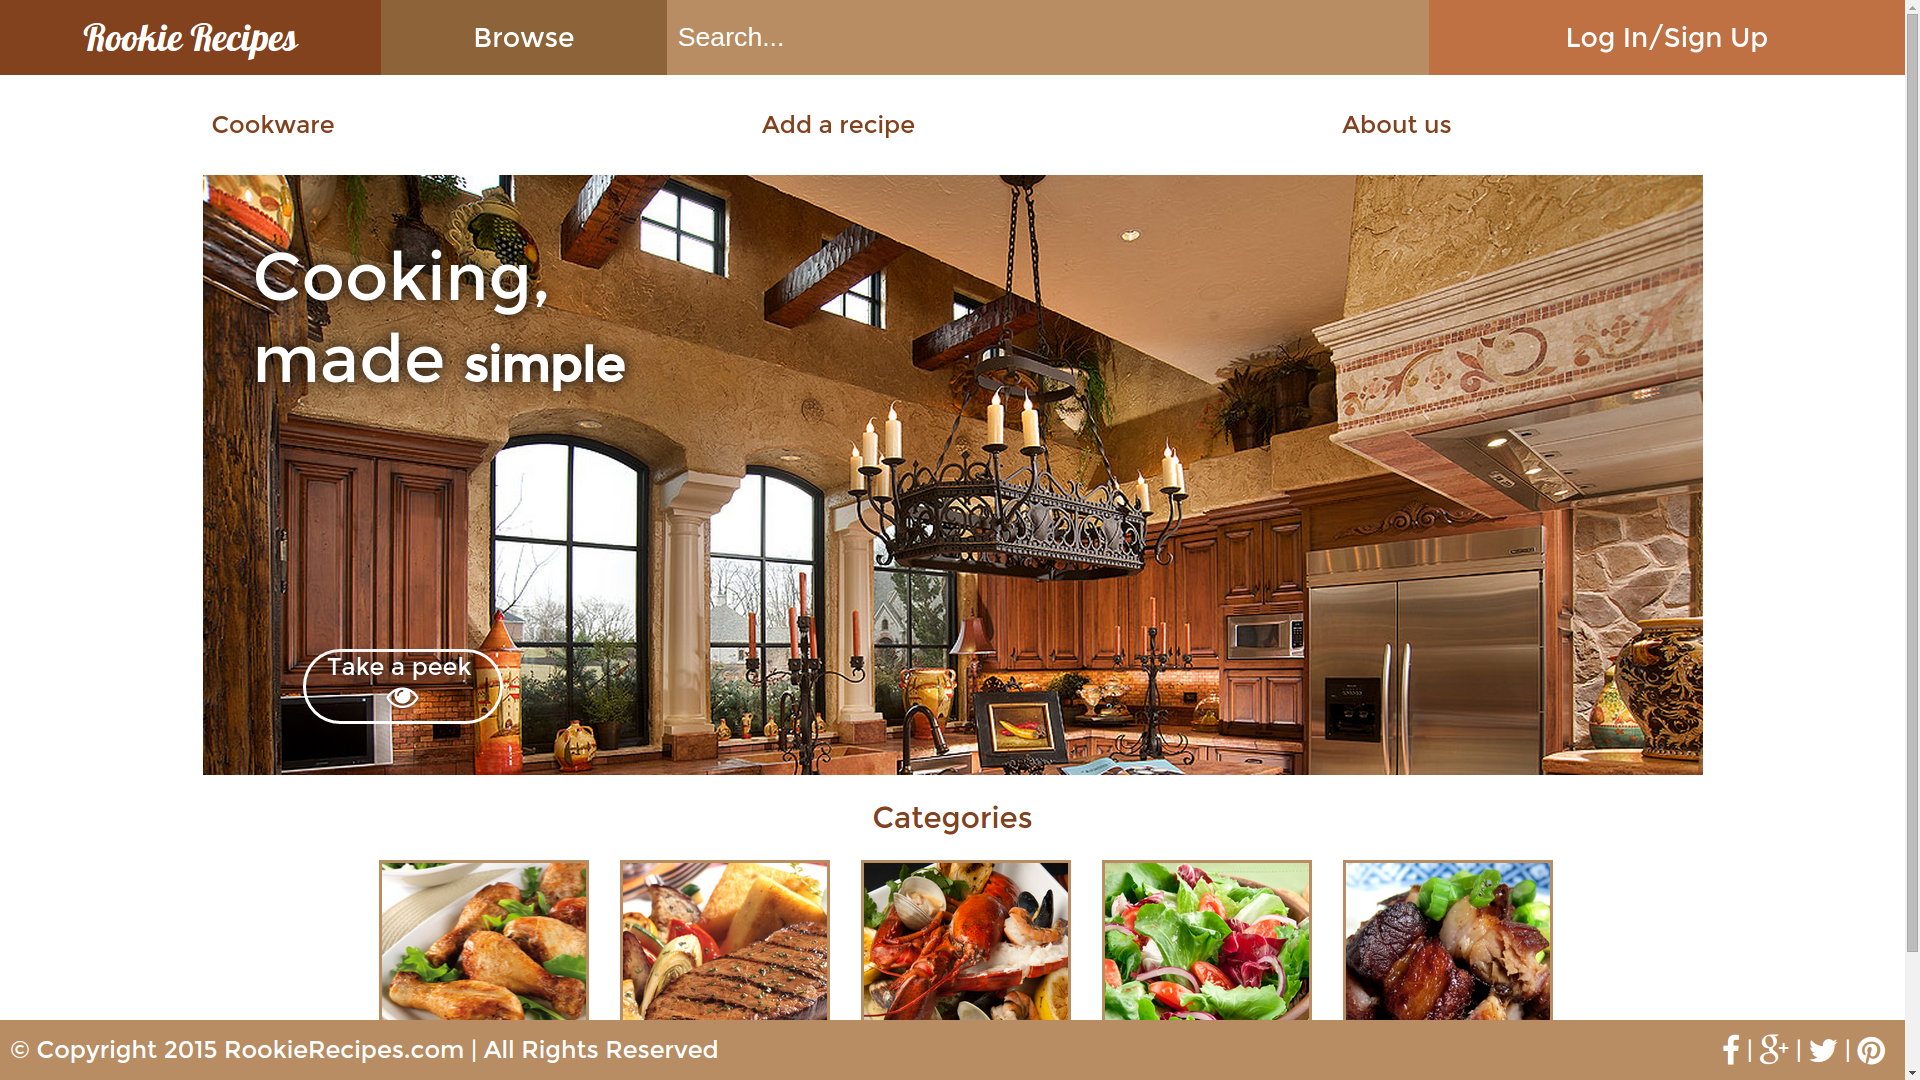 Rookie Recipes
Browse
Search...
Log In/Sign Up
Cookware
Add a recipe
About us
Cooking,
made simple
Take a peek
Categories
© Copyright 2015 RookieRecipes.com | All Rights Reserved